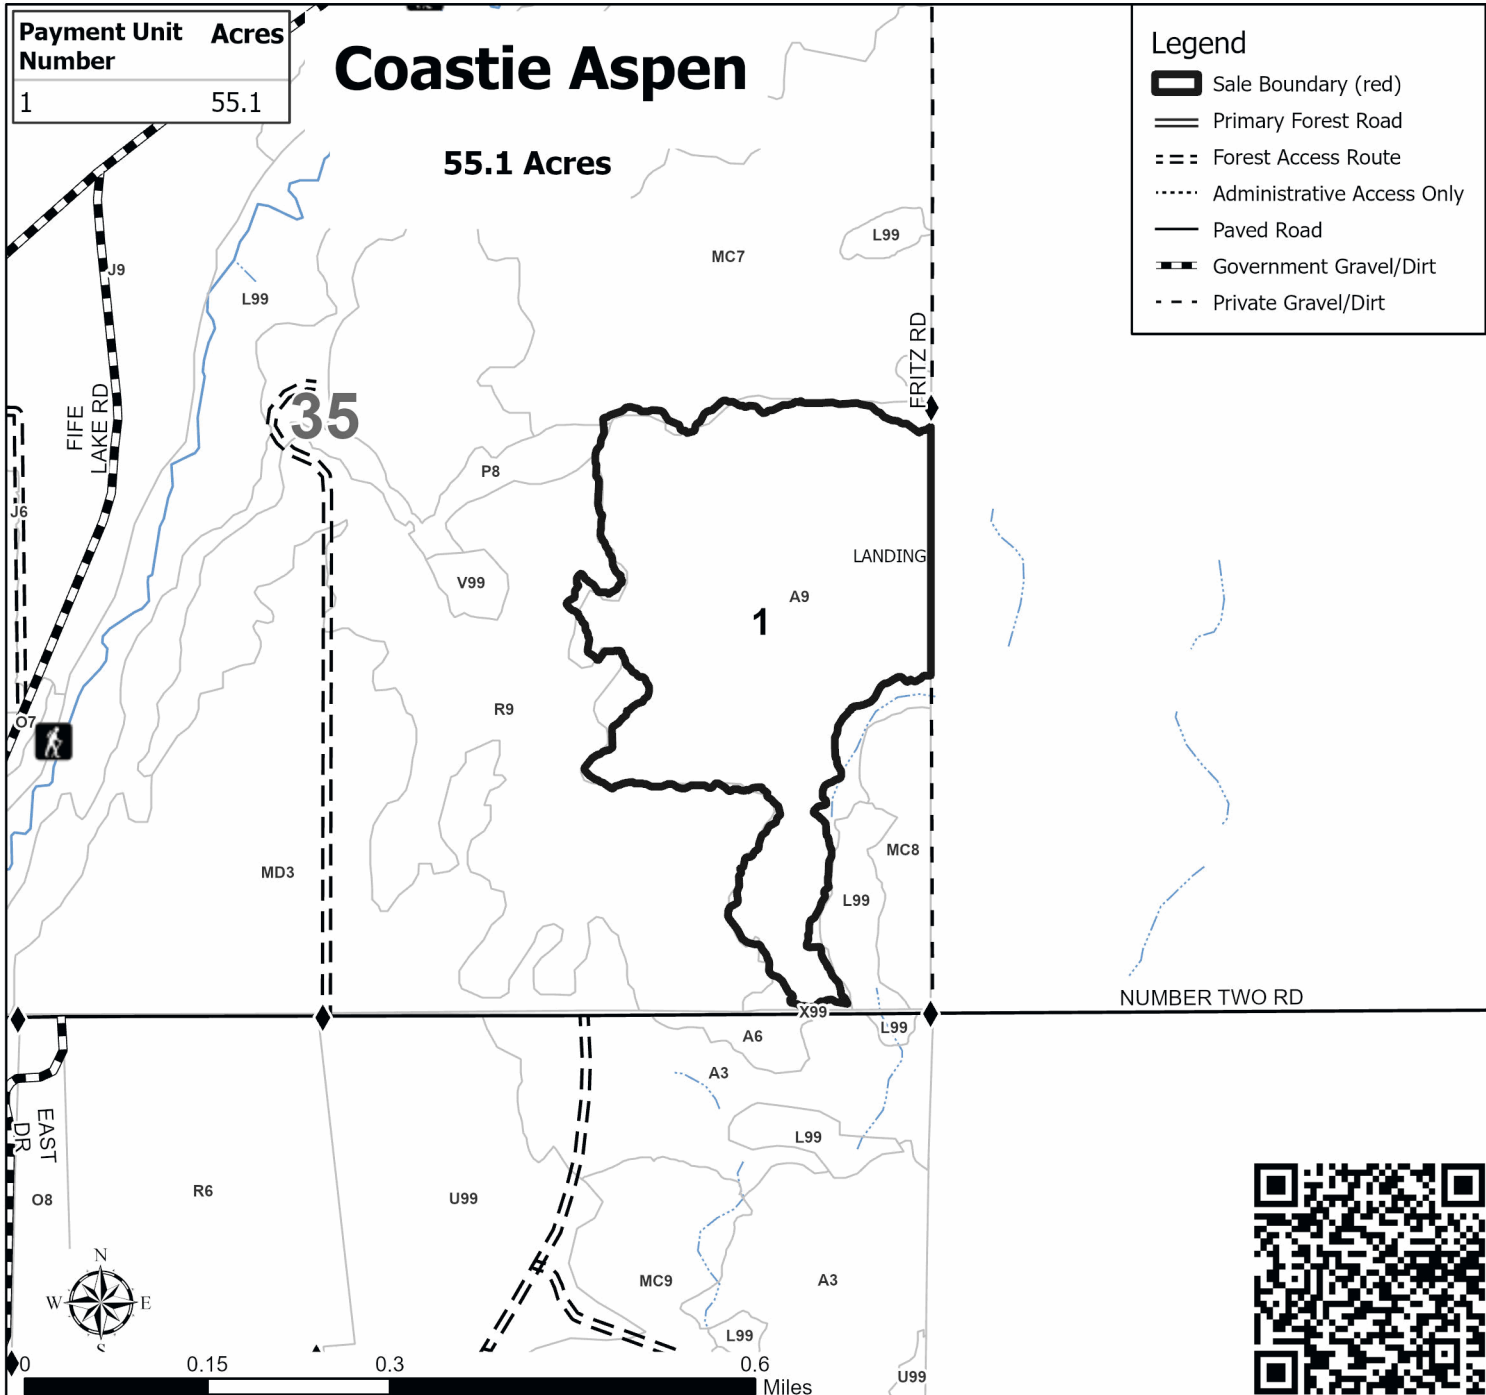 Payment Unit Number Acres
1 55.1
Coastie Aspen
55.1 Acres
Legend
Sale Boundary (red)
Primary Forest Road
Forest Access Route
Administrative Access Only
Paved Road
Government Gravel/Dirt
Private Gravel/Dirt
L99
MC7
J9
L99
FRITZ RD
FIFE
LAKE RD
35
P8
J6
LANDING
V99
A9
1
R9
O7
MC8
MD3
L99
NUMBER TWO RD
X99
L99
A6
A3
EAST
DR
L99
O8
R6
U99
N
W E
S
MC9
A3
L99
U99
0 0.15 0.3 0.6
Miles